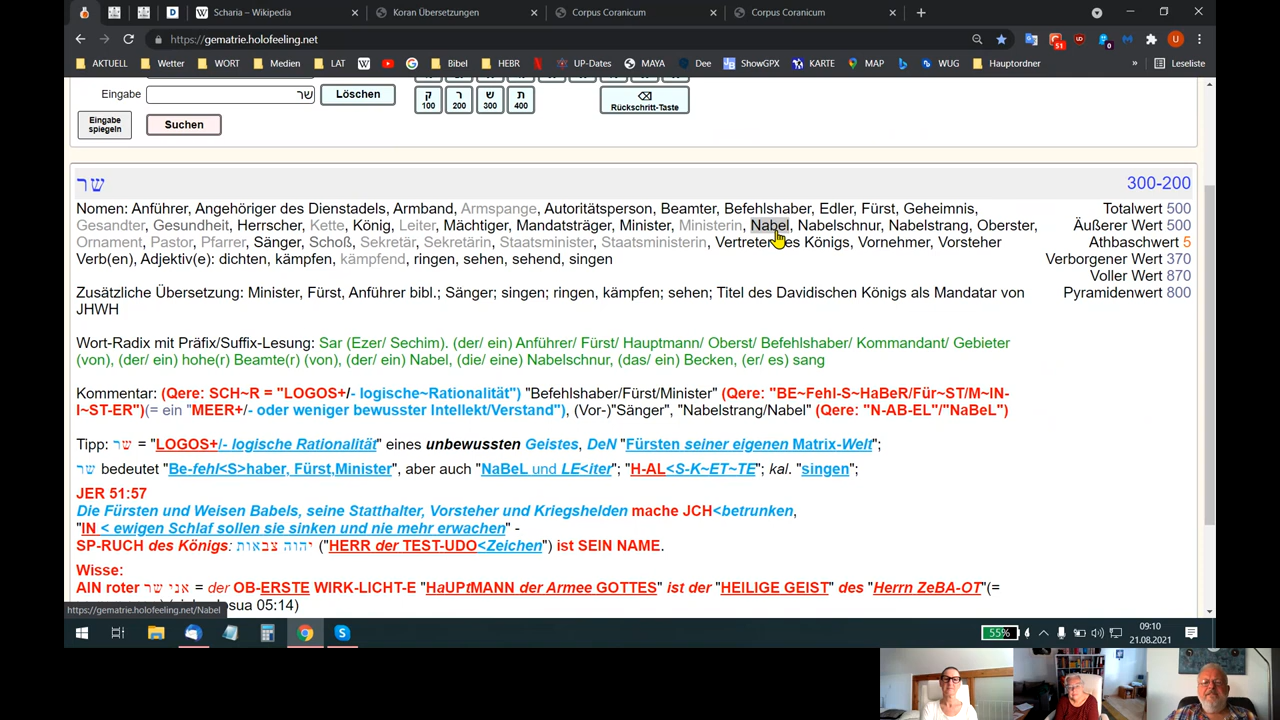 Scharia – Wikipedia
Koran Übersetzungen
Corpus Coranicum
Corpus Coranicum
https://gematrie.holofeeling.net
51
0
U
AKTUELL Wetter WORT Medien LAT Bibel HEBR UP-Dates MAYA Dee ShowGPX KARTE MAP WUG Hauptordner » Leseliste
Eingabe שר Löschen
ק ר ש ת
100 200 300 400
⌫
Rückschritt-Taste
Eingabe
spiegeln
Suchen
שר 300-200
Nomen: Anführer, Angehöriger des Dienstadels, Armband, Armspange, Autoritätsperson, Beamter, Befehlshaber, Edler, Fürst, Geheimnis, Totalwert 500
Gesandter, Gesundheit, Herrscher, Kette, König, Leiter, Mächtiger, Mandatsträger, Minister, Ministerin, Nabel, Nabelschnur, Nabelstrang, Oberster, Äußerer Wert 500
Ornament, Pastor, Pfarrer, Sänger, Schoß, Sekretär, Sekretärin, Staatsminister, Staatsministerin, Vertreter des Königs, Vornehmer, Vorsteher Athbaschwert 5
Verb(en), Adjektiv(e): dichten, kämpfen, kämpfend, ringen, sehen, sehend, singen Verborgener Wert 370
Voller Wert 870
Zusätzliche Übersetzung: Minister, Fürst, Anführer bibl.; Sänger; singen; ringen, kämpfen; sehen; Titel des Davidischen Königs als Mandatar von Pyramidenwert 800
JHWH
Wort-Radix mit Präfix/Suffix-Lesung: Sar (Ezer/ Sechim). (der/ ein) Anführer/ Fürst/ Hauptmann/ Oberst/ Befehlshaber/ Kommandant/ Gebieter
(von), (der/ ein) hohe(r) Beamte(r) (von), (der/ ein) Nabel, (die/ eine) Nabelschnur, (das/ ein) Becken, (er/ es) sang
Kommentar: (Qere: SCH~R = "LOGOS+/- logische~Rationalität") "Befehlshaber/Fürst/Minister" (Qere: "BE~Fehl-S~HaBeR/Für~ST/M~IN-
I~ST-ER")(= ein "MEER+/- oder weniger bewusster Intellekt/Verstand"), (Vor-)"Sänger", "Nabelstrang/Nabel" (Qere: "N-AB-EL"/"NaBeL")
Tipp: שר = "LOGOS+/- logische Rationalität" eines unbewussten Geistes, DeN "Fürsten seiner eigenen Matrix-Welt";
שר bedeutet "Be-fehl<S>haber, Fürst,Minister", aber auch "NaBeL und LE<iter"; "H-AL<S-K~ET~TE"; kal. "singen";
JER 51:57
Die Fürsten und Weisen Babels, seine Statthalter, Vorsteher und Kriegshelden mache JCH<betrunken,
"IN < ewigen Schlaf sollen sie sinken und nie mehr erwachen" -
SP-RUCH des Königs: יהוה צבאות ("HERR der TEST-UDO<Zeichen") ist SEIN NAME.
Wisse:
AIN roter אני שר = der OB-ERSTE WIRK-LICHT-E "HaUPtMANN der Armee GOTTES" ist der "HEILIGE GEIST" des "Herrn ZeBA-OT"(=
osua 05:14)
https://gematrie.holofeeling.net/Nabel
55%
09:10
21.08.2021